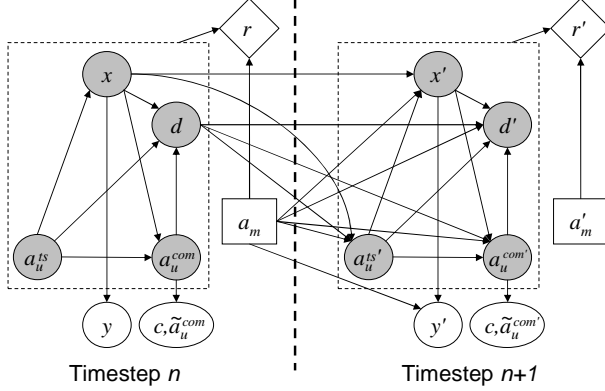 r r'
x x'
d d'
a_m a'_m
a_u^{ts} a_u^{com} a_u^{ts'} a_u^{com'}
y c,ã_u^{com} y' c,ã_u^{com'}
Timestep n Timestep n+1